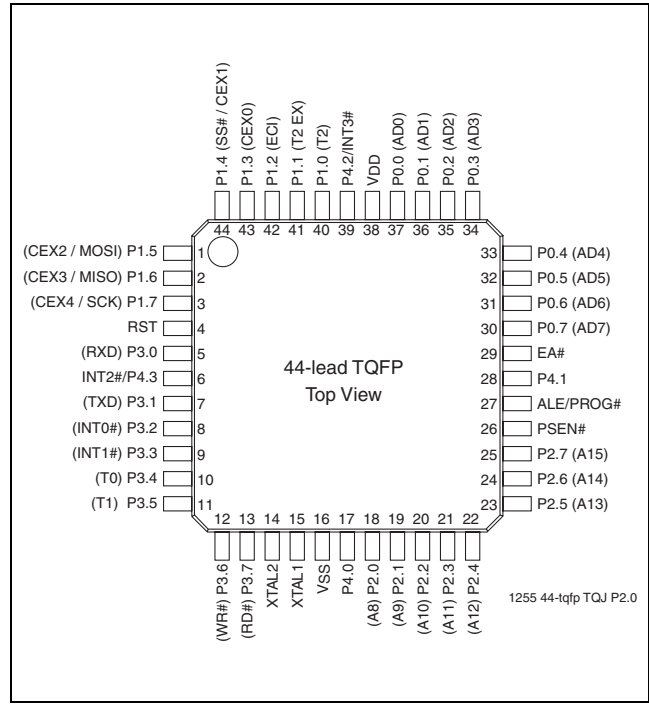 P1.4 (SS# / CEX1)
P1.3 (CEX0)
P1.2 (ECI)
P1.1 (T2 EX)
P1.0 (T2)
P4.2/INT3#
VDD
P0.0 (AD0)
P0.1 (AD1)
P0.2 (AD2)
P0.3 (AD3)
44 43 42 41 40 39 38 37 36 35 34
(CEX2 / MOSI) P1.5 1
(CEX3 / MISO) P1.6 2
(CEX4 / SCK) P1.7 3
RST 4
(RXD) P3.0 5
INT2#/P4.3 6
(TXD) P3.1 7
(INT0#) P3.2 8
(INT1#) P3.3 9
(T0) P3.4 10
(T1) P3.5 11
44-lead TQFP
Top View
33 P0.4 (AD4)
32 P0.5 (AD5)
31 P0.6 (AD6)
30 P0.7 (AD7)
29 EA#
28 P4.1
27 ALE/PROG#
26 PSEN#
25 P2.7 (A15)
24 P2.6 (A14)
23 P2.5 (A13)
12 13 14 15 16 17 18 19 20 21 22
(WR#) P3.6
(RD#) P3.7
XTAL2
XTAL1
VSS
P4.0
(A8) P2.0
(A9) P2.1
(A10) P2.2
(A11) P2.3
(A12) P2.4
1255 44-tqfp TQJ P2.0